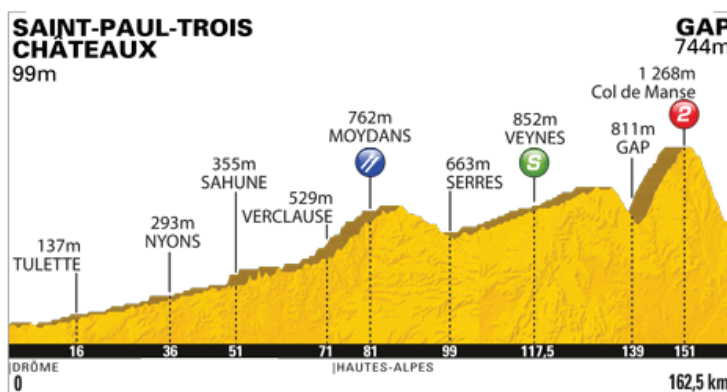 SAINT-PAUL-TROIS
CHÂTEAUX
99m
GAP
744m
1 268m
Col de Manse
2
762m
MOYDANS
852m
VEYNES
S
811m
GAP
355m
SAHUNE
663m
SERRES
529m
VERCLAUSE
293m
NYONS
137m
TULETTE
16 36 51 71 81 99 117,5 139 151
DRÔME HAUTES-ALPES
0 162,5 km